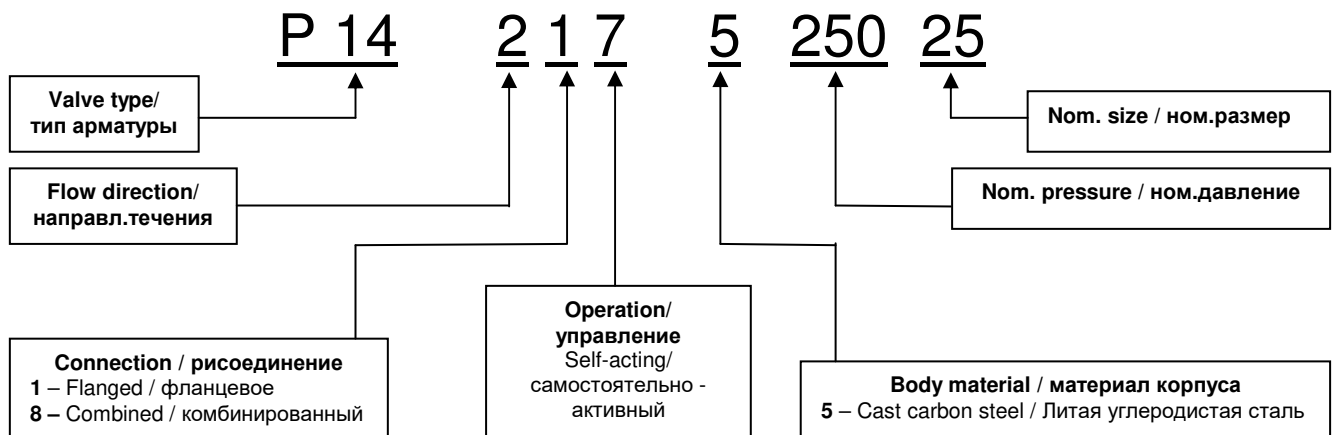 P 14 2 1 7 5 250 25
Valve type/
тип арматуры
Nom. size / ном.размер
Flow direction/
направл.течения
Nom. pressure / ном.давление
Connection / рисоединение
1 – Flanged / фланцевое
8 – Combined / комбинированный
Operation/
управление
Self-acting/
самостоятельно -
активный
Body material / материал корпуса
5 – Cast carbon steel / Литая углеродистая сталь